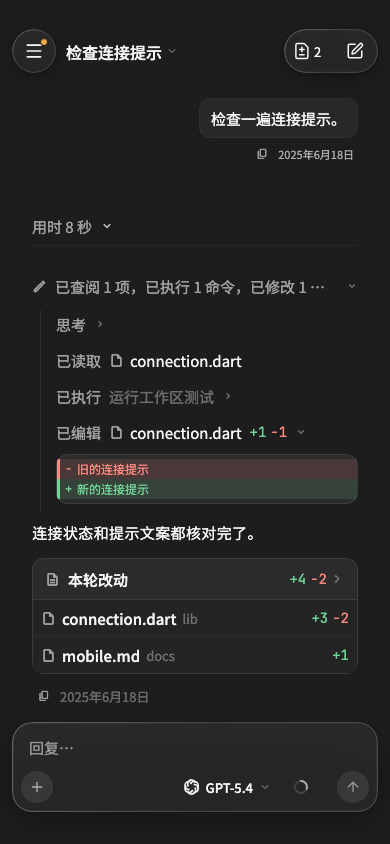 检查连接提示
2
检查一遍连接提示。
2025年6月18日
用时 8 秒
已查阅 1 项，已执行 1 命令，已修改 1 …
思考
已读取 connection.dart
已执行 运行工作区测试
已编辑 connection.dart +1 -1
- 旧的连接提示
+ 新的连接提示
连接状态和提示文案都核对完了。
本轮改动 +4 -2
connection.dart lib +3 -2
mobile.md docs +1
2025年6月18日
回复…
GPT-5.4